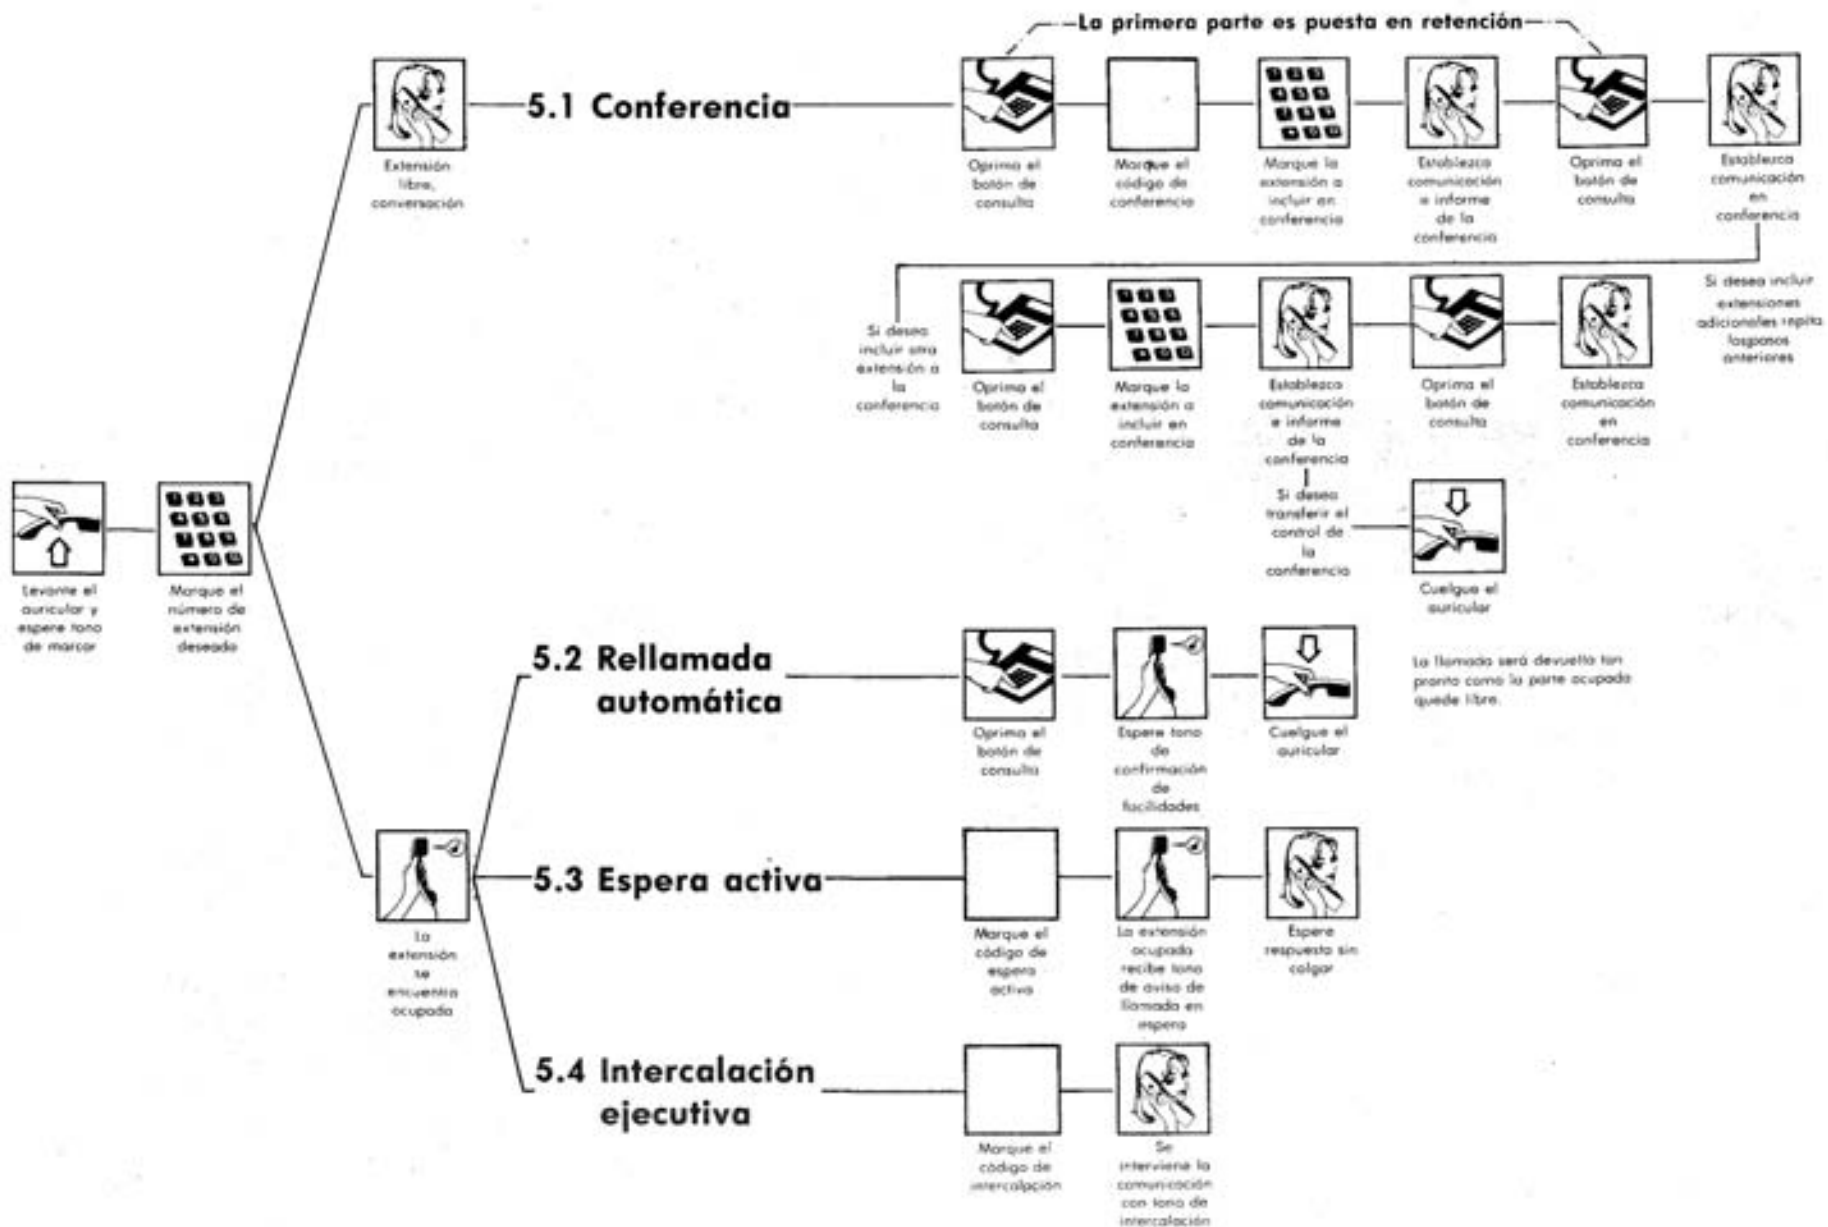 La primera parte es puesta en retención
Extensión
libre,
conversación
5.1 Conferencia
Oprima el
botón de
consulta
Marque el
código de
conferencia
Marque la
extensión a
incluir en
conferencia
Establezca
comunicación
e informe
de la
conferencia
Oprima el
botón de
consulta
Establezca
comunicación
en
conferencia
Si desea
incluir otra
extensión a
la
conferencia
Oprima el
botón de
consulta
Marque la
extensión a
incluir en
conferencia
Establezca
comunicación
e informe
de la
conferencia
Oprima el
botón de
consulta
Establezca
comunicación
en
conferencia
Si desea incluir
extensiones
adicionales repita
lospasos
anteriores
Si desea
transferir el
control de
la
conferencia
Cuelgue el
auricular
Levante el
auricular y
espere tono
de marcar
Marque el
número de
extensión
deseado
5.2 Rellamada
automática
Oprima el
botón de
consulta
Espere tono
de
confirmación
de
facilidades
Cuelgue el
auricular
La llamada será devuelta tan
pronto como la parte ocupada
quede libre.
La
extensión
se
encuentra
ocupada
5.3 Espera activa
Marque el
código de
espera
activa
La extensión
ocupada
recibe tono
de aviso de
llamada en
espera
Espere
respuesta sin
colgar
5.4 Intercalación
ejecutiva
Marque el
código de
intercalación
Se
interviene la
comunicación
con tono de
intercalación